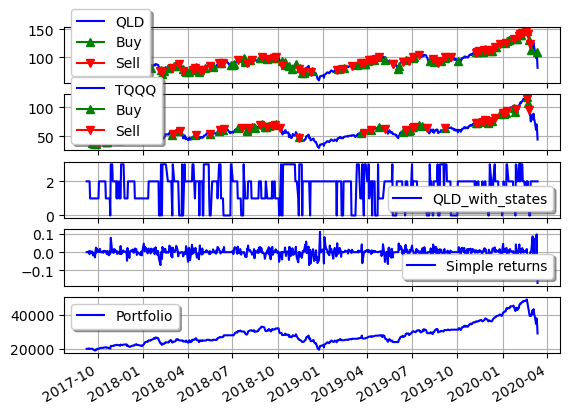 150
100
QLD
Buy
Sell
100
50
TQQQ
Buy
Sell
2
0
QLD_with_states
0.1
0.0
−0.1
Simple returns
40000
20000
Portfolio
2017-10
2018-01
2018-04
2018-07
2018-10
2019-01
2019-04
2019-07
2019-10
2020-01
2020-04